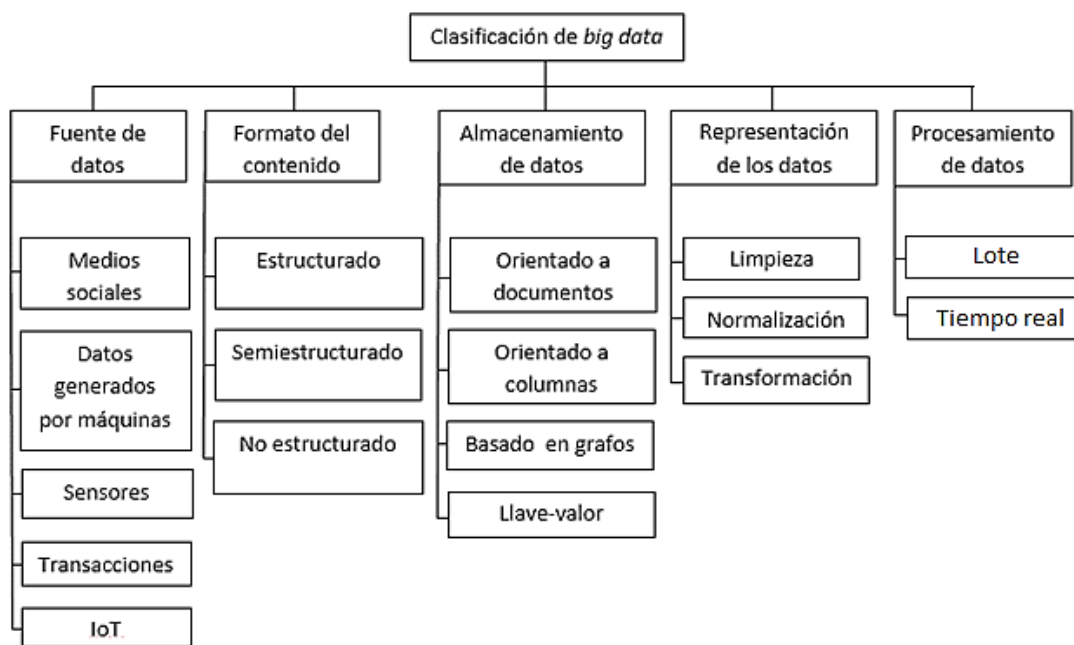 Clasificación de big data
Fuente de
datos
Medios
sociales
Datos
generados
por máquinas
Sensores
Transacciones
IoT
Formato del
contenido
Estructurado
Semiestructurado
No estructurado
Almacenamiento
de datos
Orientado a
documentos
Orientado a
columnas
Basado en grafos
Llave-valor
Representación
de los datos
Limpieza
Normalización
Transformación
Procesamiento
de datos
Lote
Tiempo real